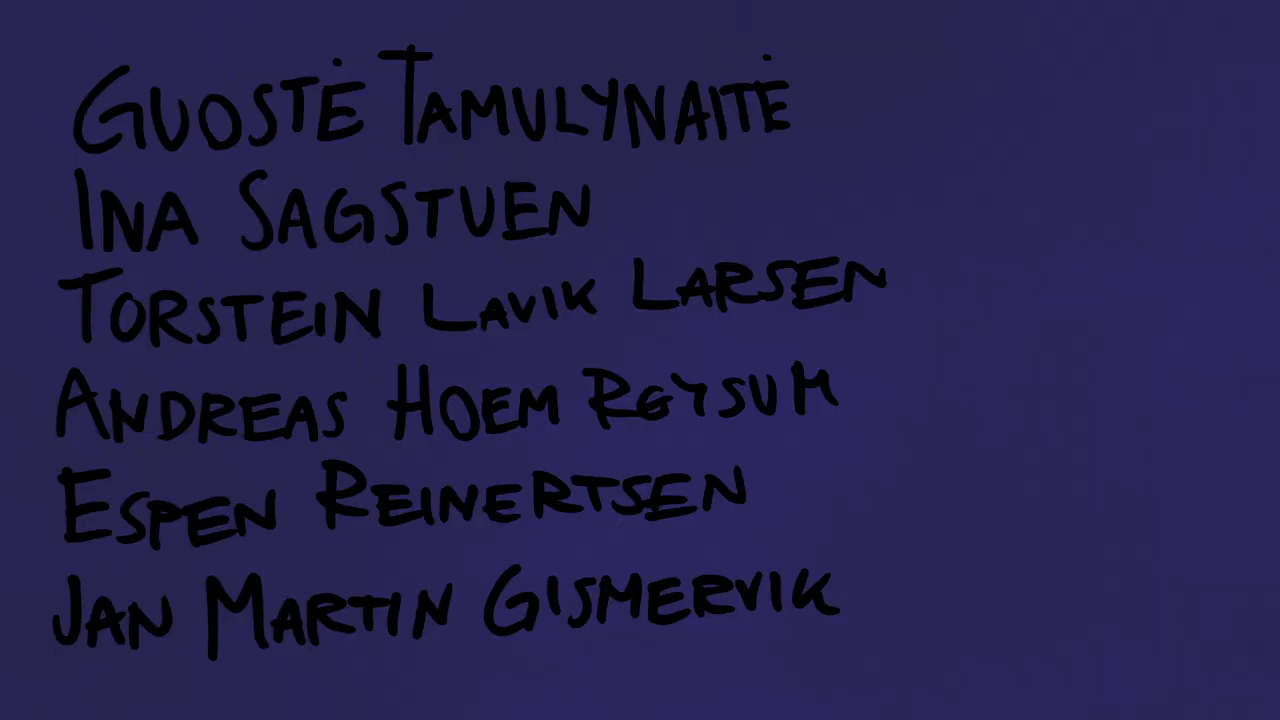 GUOSTĖ TAMULYNAITĖ
INA SAGSTUEN
TORSTEIN LAVIK LARSEN
ANDREAS HOEM RØYSUM
ESPEN REINERTSEN
JAN MARTIN GISMERVIK